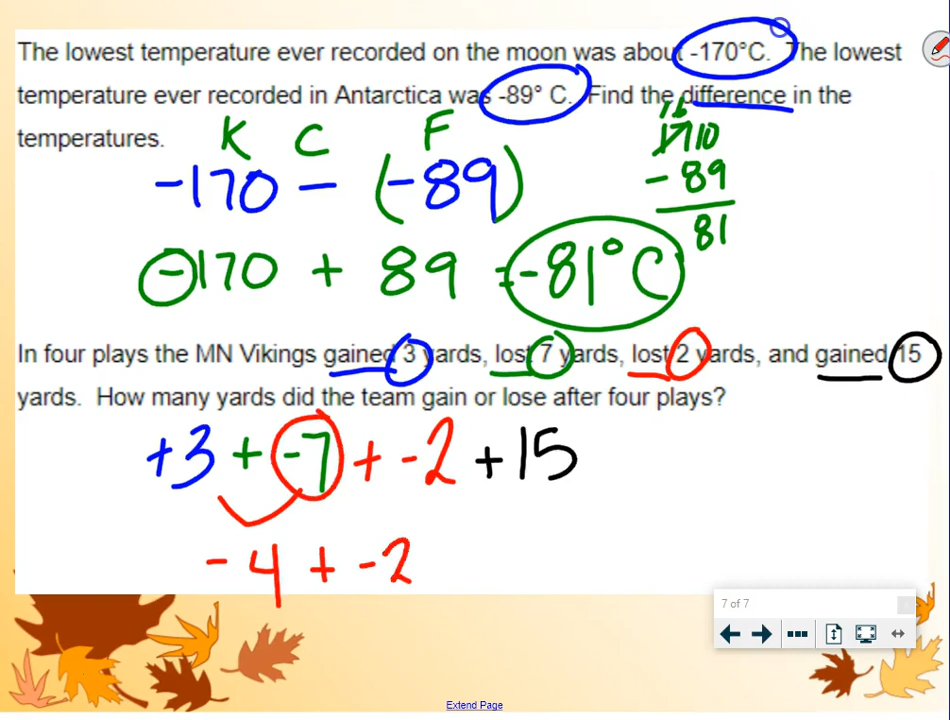 The lowest temperature ever recorded on the moon was about -170°C. The lowest
temperature ever recorded in Antarctica was -89° C. Find the difference in the
temperatures.
K C F
-170 - (-89)
16
1710
- 89
81
-170 + 89 = -81°C
In four plays the MN Vikings gained 3 yards, lost 7 yards, lost 2 yards, and gained 15
yards. How many yards did the team gain or lose after four plays?
+3 + -7 + -2 +15
-4 + -2
7 of 7
Extend Page